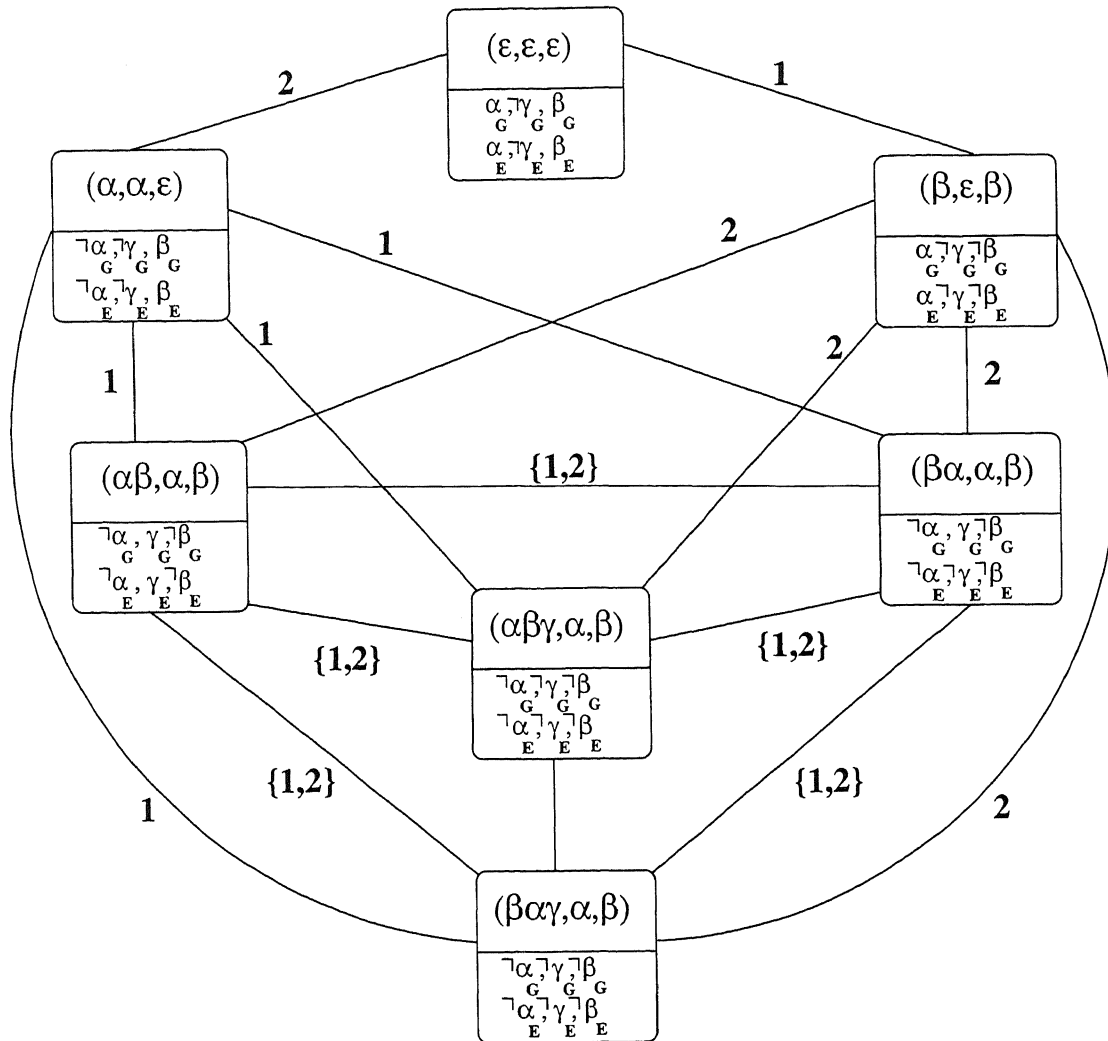 (ε,ε,ε)
α_G,¬γ_G,β_G
α_E,¬γ_E,β_E
2
1
(α,α,ε)
¬α_G,¬γ_G,β_G
¬α_E,¬γ_E,β_E
(β,ε,β)
α_G,¬γ_G,¬β_G
α_E,¬γ_E,¬β_E
1
2
1
2
1
2
(αβ,α,β)
¬α_G,γ_G,¬β_G
¬α_E,γ_E,¬β_E
{1,2}
(βα,α,β)
¬α_G,γ_G,¬β_G
¬α_E,¬γ_E,¬β_E
(αβγ,α,β)
¬α_G,¬γ_G,¬β_G
¬α_E,¬γ_E,¬β_E
{1,2}
{1,2}
{1,2}
{1,2}
1
2
(βαγ,α,β)
¬α_G,¬γ_G,¬β_G
¬α_E,¬γ_E,¬β_E